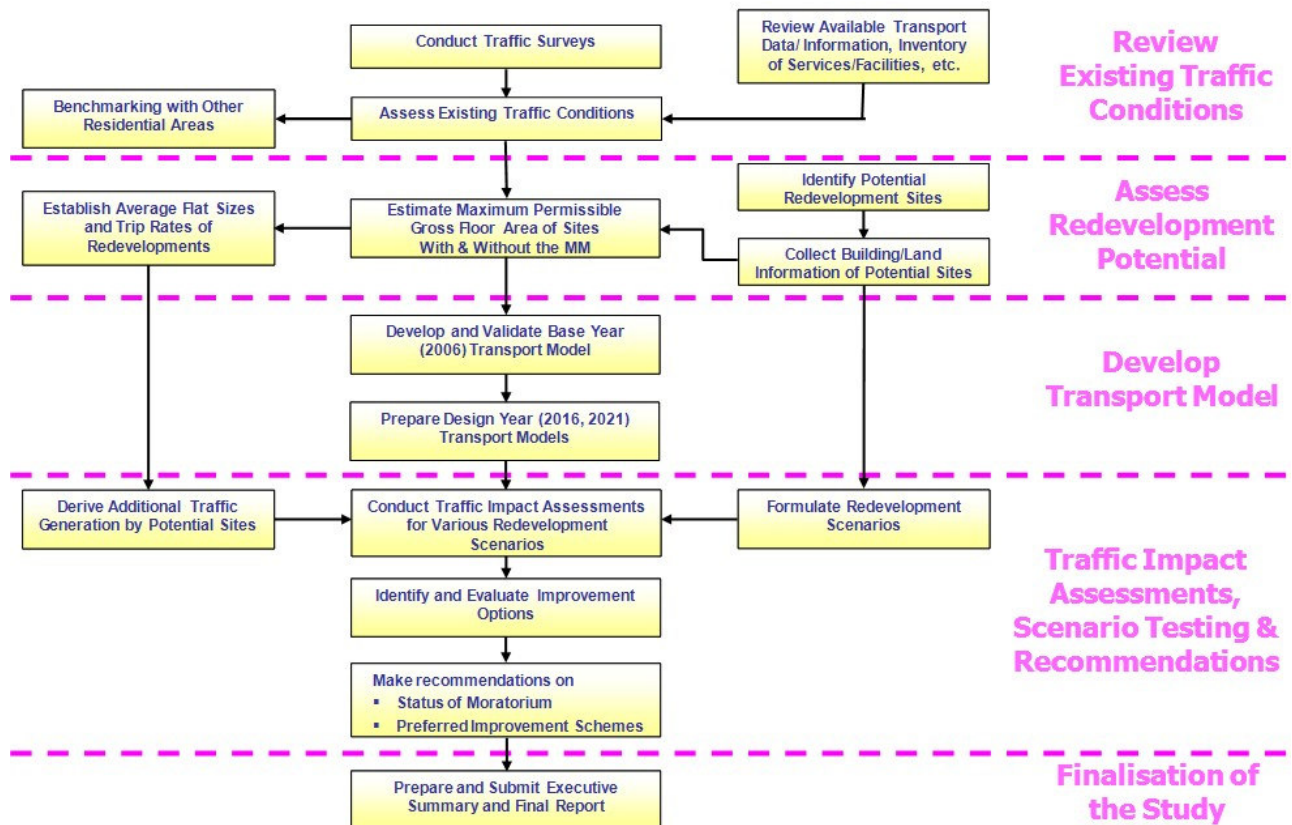 Conduct Traffic Surveys
Review Available Transport
Data/ Information, Inventory
of Services/Facilities, etc.
Review
Existing Traffic
Conditions
Benchmarking with Other
Residential Areas
Assess Existing Traffic Conditions
Identify Potential
Redevelopment Sites
Assess
Redevelopment
Potential
Establish Average Flat Sizes
and Trip Rates of
Redevelopments
Estimate Maximum Permissible
Gross Floor Area of Sites
With & Without the MM
Collect Building/Land
Information of Potential Sites
Develop and Validate Base Year
(2006) Transport Model
Develop
Transport Model
Prepare Design Year (2016, 2021)
Transport Models
Derive Additional Traffic
Generation by Potential Sites
Conduct Traffic Impact Assessments
for Various Redevelopment
Scenarios
Formulate Redevelopment
Scenarios
Traffic Impact
Assessments,
Scenario Testing &
Recommendations
Identify and Evaluate Improvement
Options
Make recommendations on
▪ Status of Moratorium
▪ Preferred Improvement Schemes
Prepare and Submit Executive
Summary and Final Report
Finalisation of
the Study